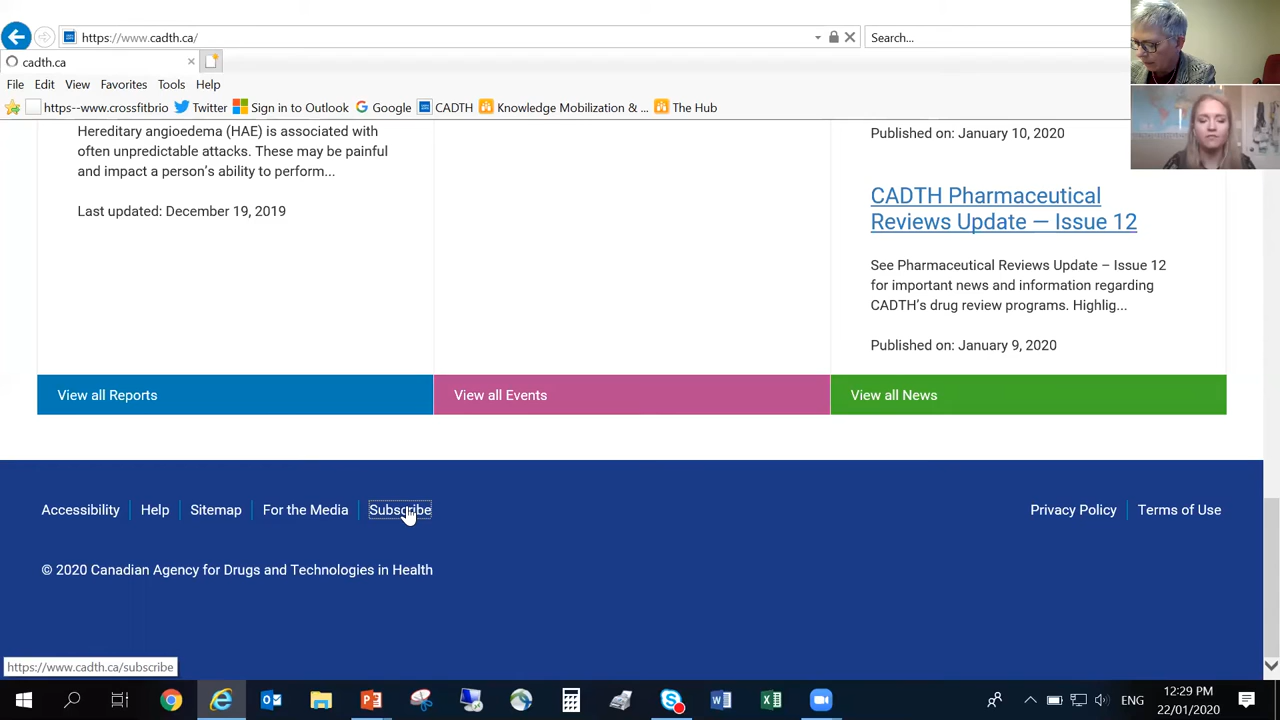 https://www.cadth.ca/
Search...
cadth.ca
File Edit View Favorites Tools Help
https--www.crossfitbrio Twitter Sign in to Outlook Google CADTH Knowledge Mobilization & ... The Hub
Hereditary angioedema (HAE) is associated with
often unpredictable attacks. These may be painful
and impact a person's ability to perform...
Last updated: December 19, 2019
Published on: January 10, 2020
CADTH Pharmaceutical
Reviews Update — Issue 12
See Pharmaceutical Reviews Update – Issue 12
for important news and information regarding
CADTH's drug review programs. Highlig...
Published on: January 9, 2020
View all Reports
View all Events
View all News
Accessibility Help Sitemap For the Media Subscribe
Privacy Policy Terms of Use
© 2020 Canadian Agency for Drugs and Technologies in Health
https://www.cadth.ca/subscribe
ENG
12:29 PM
22/01/2020